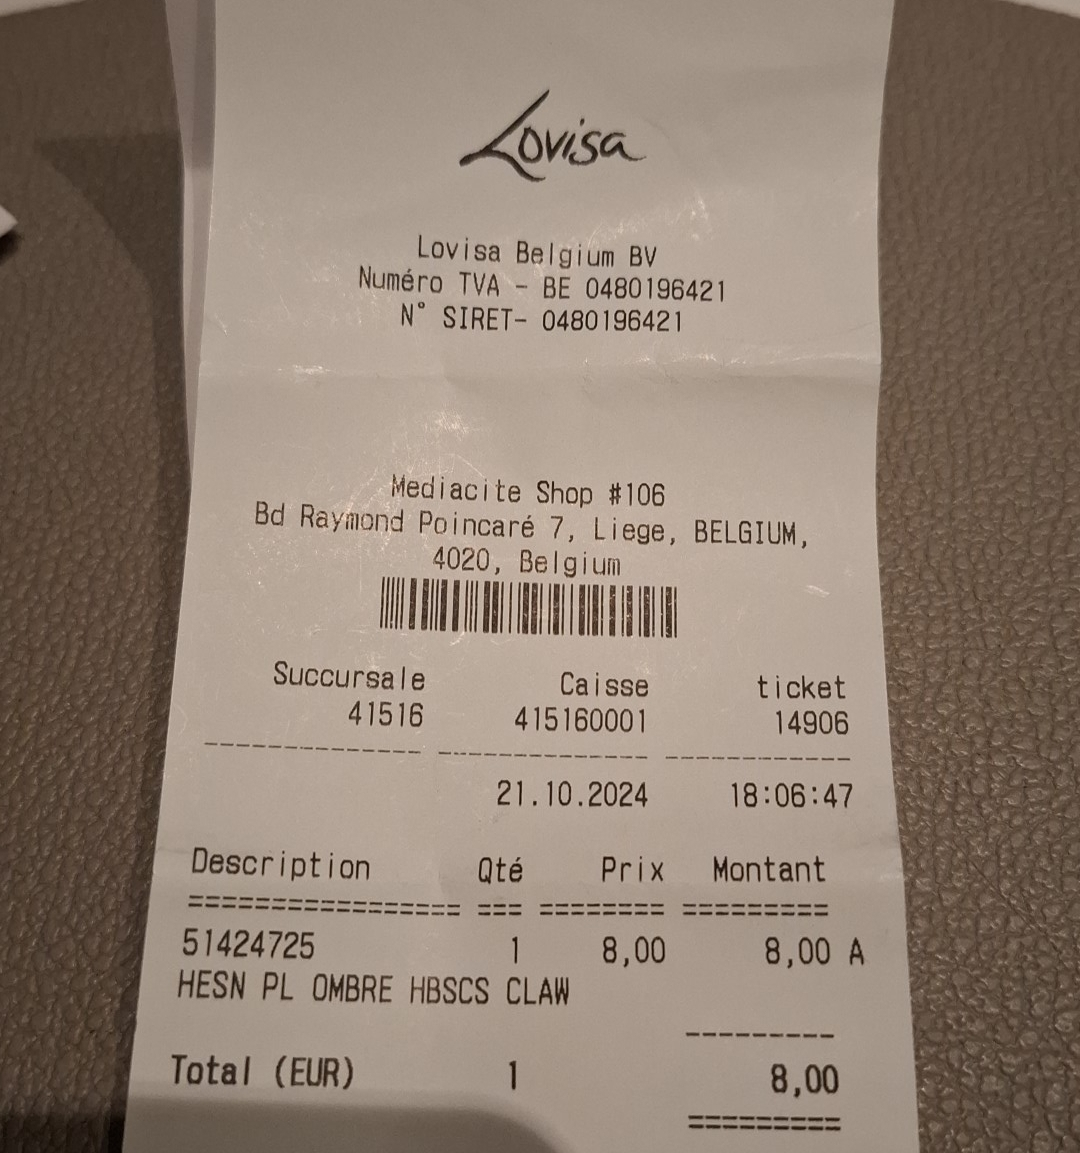 Lovisa
Lovisa Belgium BV
Numéro TVA - BE 0480196421
N° SIRET- 0480196421
Mediacite Shop #106
Bd Raymond Poincaré 7, Liege, BELGIUM,
4020, Belgium
Succursale Caisse ticket
41516 415160001 14906
21.10.2024 18:06:47
Description Qté Prix Montant
51424725 1 8,00 8,00 A
HESN PL OMBRE HBSCS CLAW
Total (EUR) 1 8,00